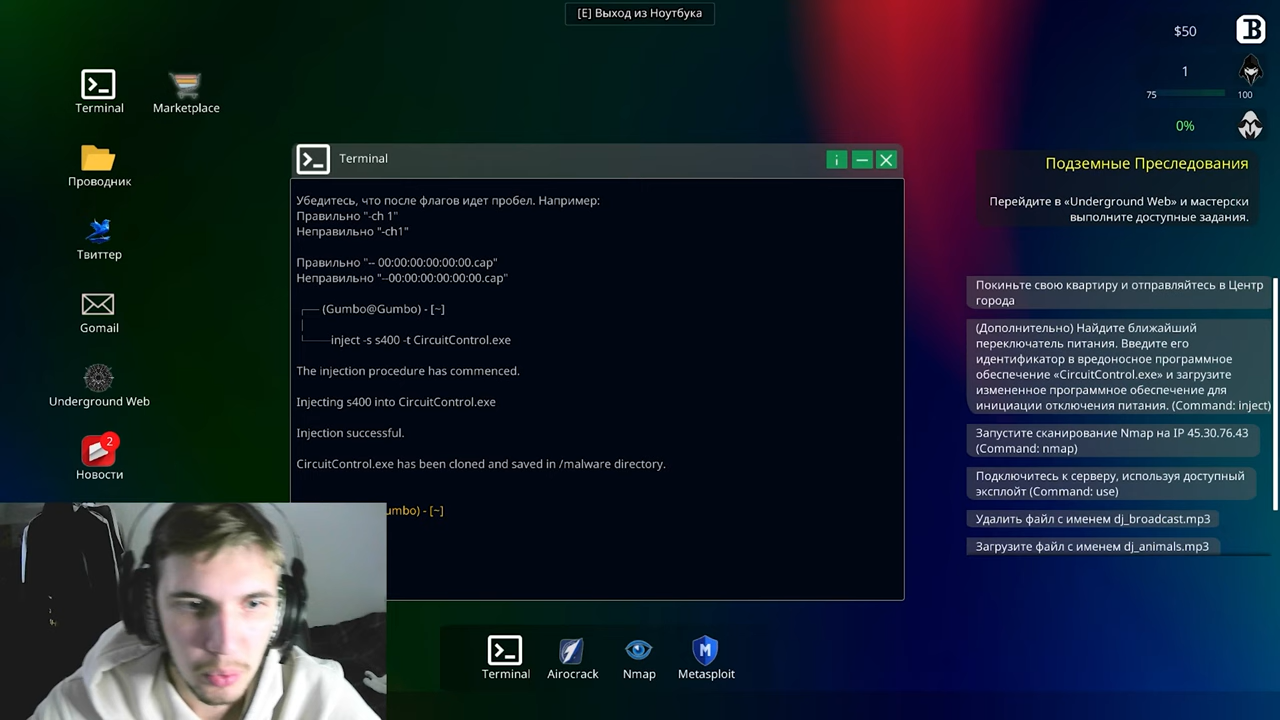 [E] Выход из Ноутбука
$50
1
75
100
0%
Terminal
Marketplace
Проводник
Твиттер
Gomail
Underground Web
2
Новости
Terminal
Убедитесь, что после флагов идет пробел. Например:
Правильно "-ch 1"
Неправильно "-ch1"
Правильно "-- 00:00:00:00:00:00.cap"
Неправильно "--00:00:00:00:00:00.cap"
(Gumbo@Gumbo) - [~]
inject -s s400 -t CircuitControl.exe
The injection procedure has commenced.
Injecting s400 into CircuitControl.exe
Injection successful.
CircuitControl.exe has been cloned and saved in /malware directory.
umbo) - [~]
Подземные Преследования
Перейдите в «Underground Web» и мастерски
выполните доступные задания.
Покиньте свою квартиру и отправляйтесь в Центр
города
(Дополнительно) Найдите ближайший
переключатель питания. Введите его
идентификатор в вредоносное программное
обеспечение «CircuitControl.exe» и загрузите
измененное программное обеспечение для
инициации отключения питания. (Command: inject)
Запустите сканирование Nmap на IP 45.30.76.43
(Command: nmap)
Подключитесь к серверу, используя доступный
эксплойт (Command: use)
Удалить файл с именем dj_broadcast.mp3
Загрузите файл с именем dj_animals.mp3
Terminal
Airocrack
Nmap
Metasploit